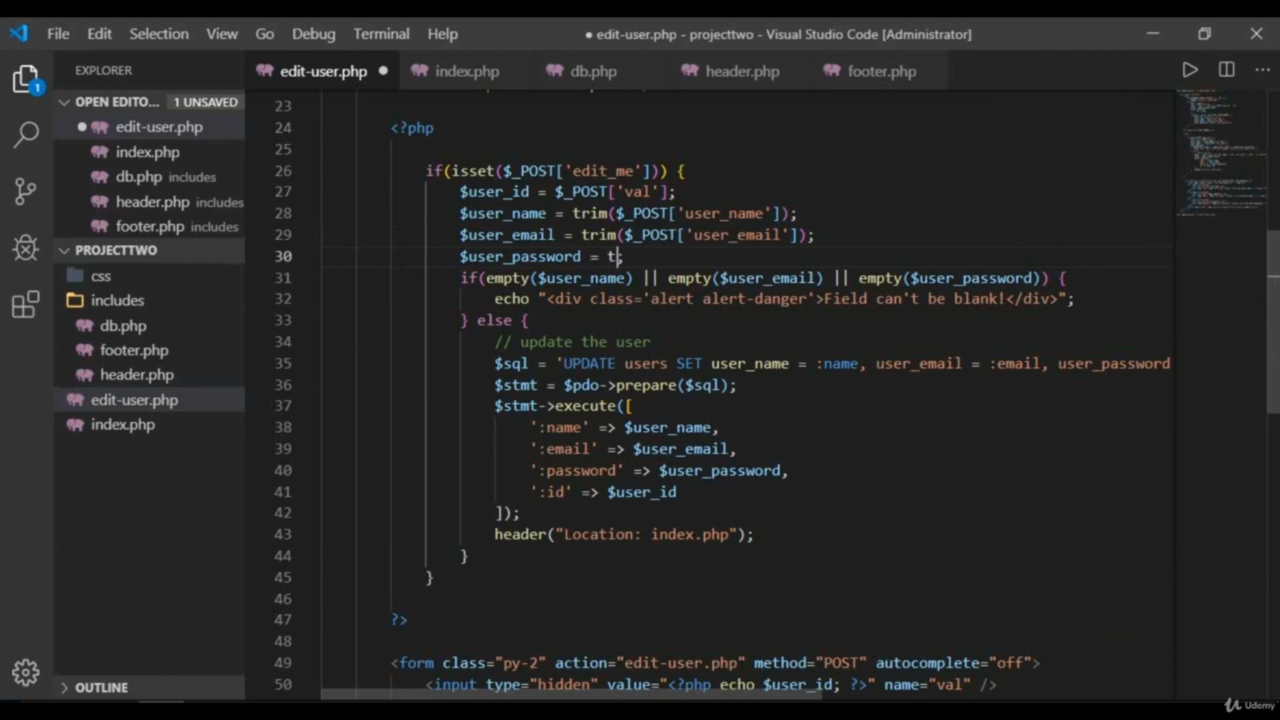 File Edit Selection View Go Debug Terminal Help
● edit-user.php - projecttwo - Visual Studio Code [Administrator]
EXPLORER
edit-user.php
index.php
db.php
header.php
footer.php
1
OPEN EDITO... 1 UNSAVED
edit-user.php
index.php
db.php includes
header.php includes
footer.php includes
PROJECTTWO
css
includes
db.php
footer.php
header.php
edit-user.php
index.php
OUTLINE
23
24 <?php
25
26 if(isset($_POST['edit_me'])) {
27 $user_id = $_POST['val'];
28 $user_name = trim($_POST['user_name']);
29 $user_email = trim($_POST['user_email']);
30 $user_password = t;
31 if(empty($user_name) || empty($user_email) || empty($user_password)) {
32 echo "<div class='alert alert-danger'>Field can't be blank!</div>";
33 } else {
34 // update the user
35 $sql = 'UPDATE users SET user_name = :name, user_email = :email, user_password
36 $stmt = $pdo->prepare($sql);
37 $stmt->execute([
38 ':name' => $user_name,
39 ':email' => $user_email,
40 ':password' => $user_password,
41 ':id' => $user_id
42 ]);
43 header("Location: index.php");
44 }
45 }
46
47 ?>
48
49 <form class="py-2" action="edit-user.php" method="POST" autocomplete="off">
50 <input type="hidden" value="<?php echo $user_id; ?>" name="val" />
Udemy